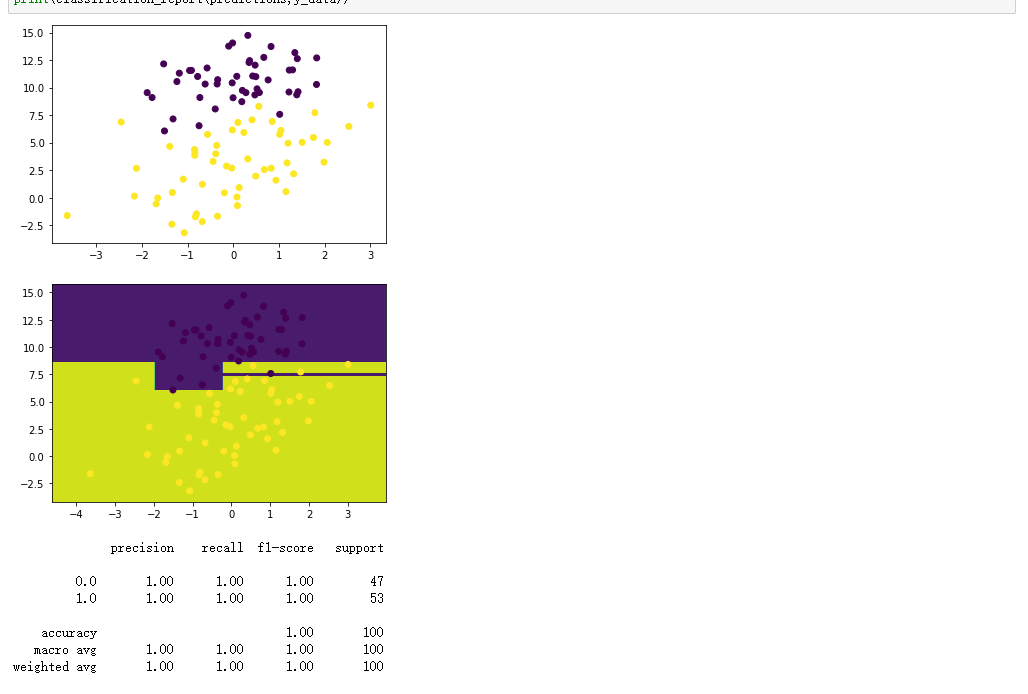 print(classification_report(predictions,y_data))
15.0
12.5
10.0
7.5
5.0
2.5
0.0
−2.5
−3 −2 −1 0 1 2 3
15.0
12.5
10.0
7.5
5.0
2.5
0.0
−2.5
−4 −3 −2 −1 0 1 2 3
precision recall f1-score support
0.0 1.00 1.00 1.00 47
1.0 1.00 1.00 1.00 53
accuracy 1.00 100
macro avg 1.00 1.00 1.00 100
weighted avg 1.00 1.00 1.00 100